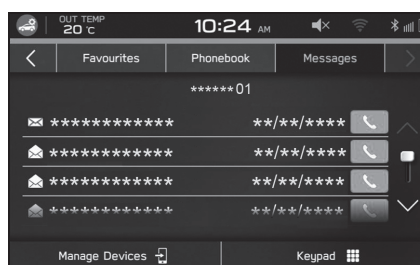 OUT TEMP
20 °C
10:24 AM
Favourites Phonebook Messages
******01
************ **/**/****
************ **/**/****
************ **/**/****
************ **/**/****
Manage Devices Keypad